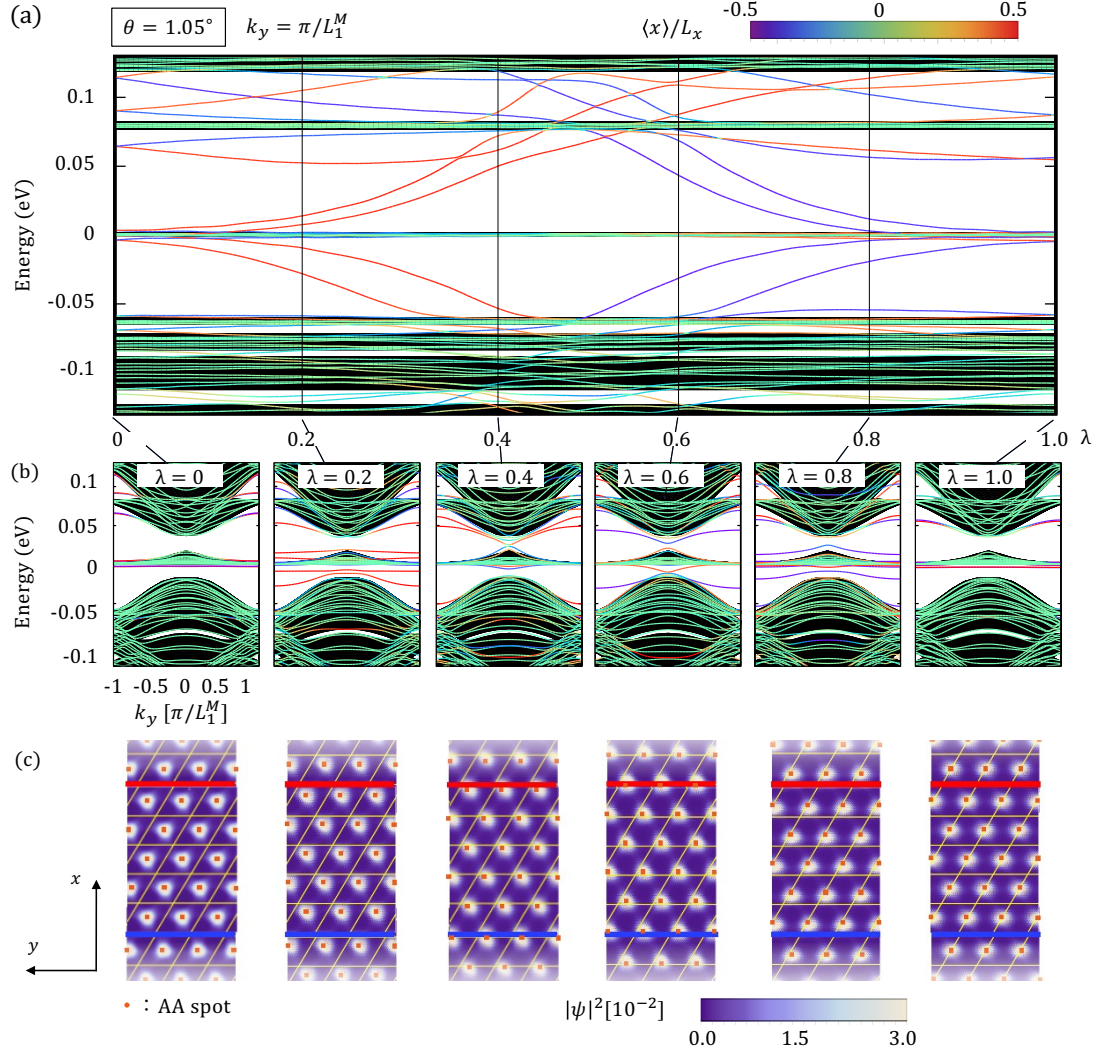 (a)
θ = 1.05° k_y = π/L_1^M ⟨x⟩/L_x -0.5 0 0.5
Energy (eV)
0.1
0.05
0
-0.05
-0.1
0 0.2 0.4 0.6 0.8 1.0 λ
(b)
λ = 0 λ = 0.2 λ = 0.4 λ = 0.6 λ = 0.8 λ = 1.0
Energy (eV)
0.1
0.05
0
-0.05
-0.1
-1 -0.5 0 0.5 1
k_y [π/L_1^M]
(c)
x
y
: AA spot
|ψ|²[10⁻²]
0.0 1.5 3.0